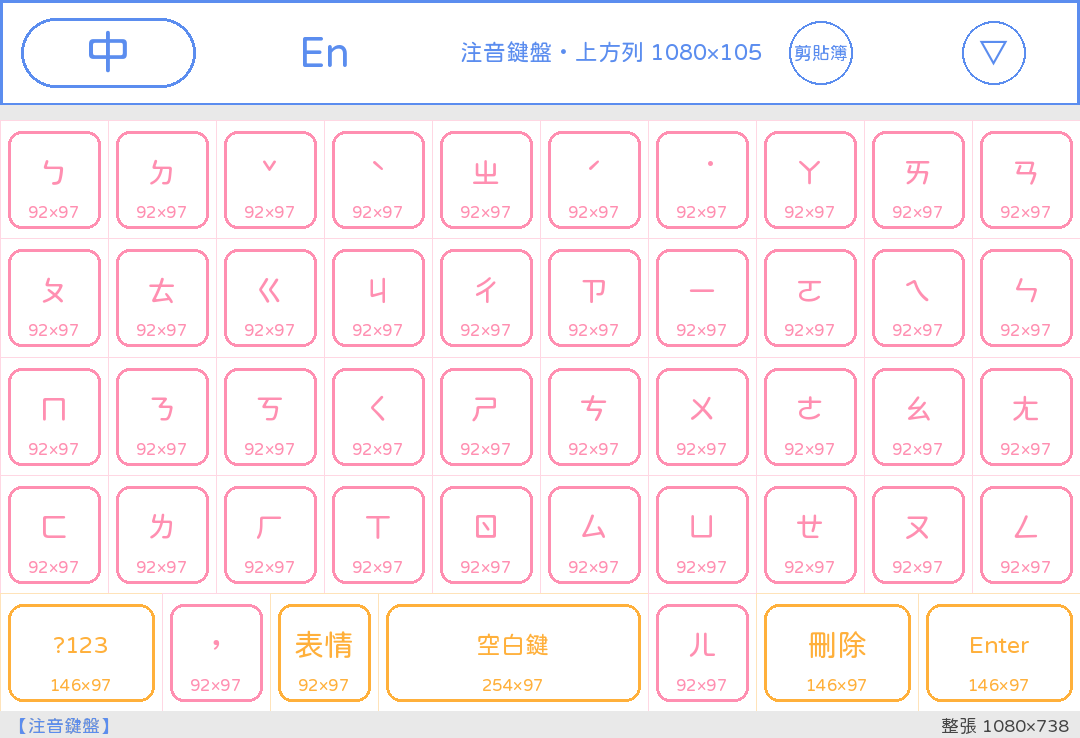 中 En 注音鍵盤・上方列 1080×105 剪貼簿 ▽
ㄅ ㄉ ˇ ˋ ㄓ ˊ ˙ ㄚ ㄞ ㄢ
92×97 92×97 92×97 92×97 92×97 92×97 92×97 92×97 92×97 92×97
ㄆ ㄊ ㄍ ㄐ ㄔ ㄗ ㄧ ㄛ ㄟ ㄣ
92×97 92×97 92×97 92×97 92×97 92×97 92×97 92×97 92×97 92×97
ㄇ ㄋ ㄎ ㄑ ㄕ ㄘ ㄨ ㄜ ㄠ ㄤ
92×97 92×97 92×97 92×97 92×97 92×97 92×97 92×97 92×97 92×97
ㄈ ㄌ ㄏ ㄒ ㄖ ㄙ ㄩ ㄝ ㄡ ㄥ
92×97 92×97 92×97 92×97 92×97 92×97 92×97 92×97 92×97 92×97
?123 , 表情 空白鍵 ㄦ 刪除 Enter
146×97 92×97 92×97 254×97 92×97 146×97 146×97
【注音鍵盤】 整張 1080×738